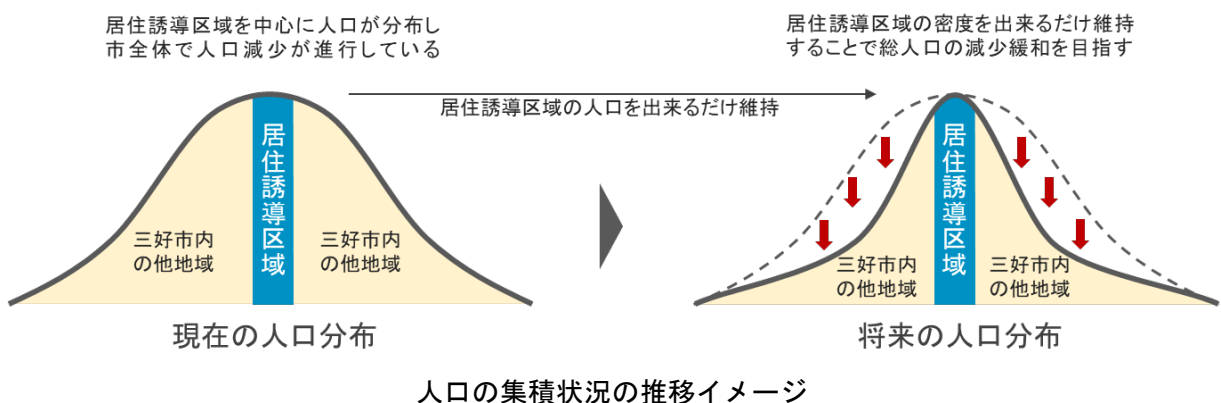 居住誘導区域を中心に人口が分布し
市全体で人口減少が進行している
居住誘導区域の密度を出来るだけ維持
することで総人口の減少緩和を目指す
居住誘導区域の人口を出来るだけ維持
居住誘導区域
三好市内
の他地域
三好市内
の他地域
現在の人口分布
居住誘導区域
三好市内
の他地域
三好市内
の他地域
将来の人口分布
人口の集積状況の推移イメージ